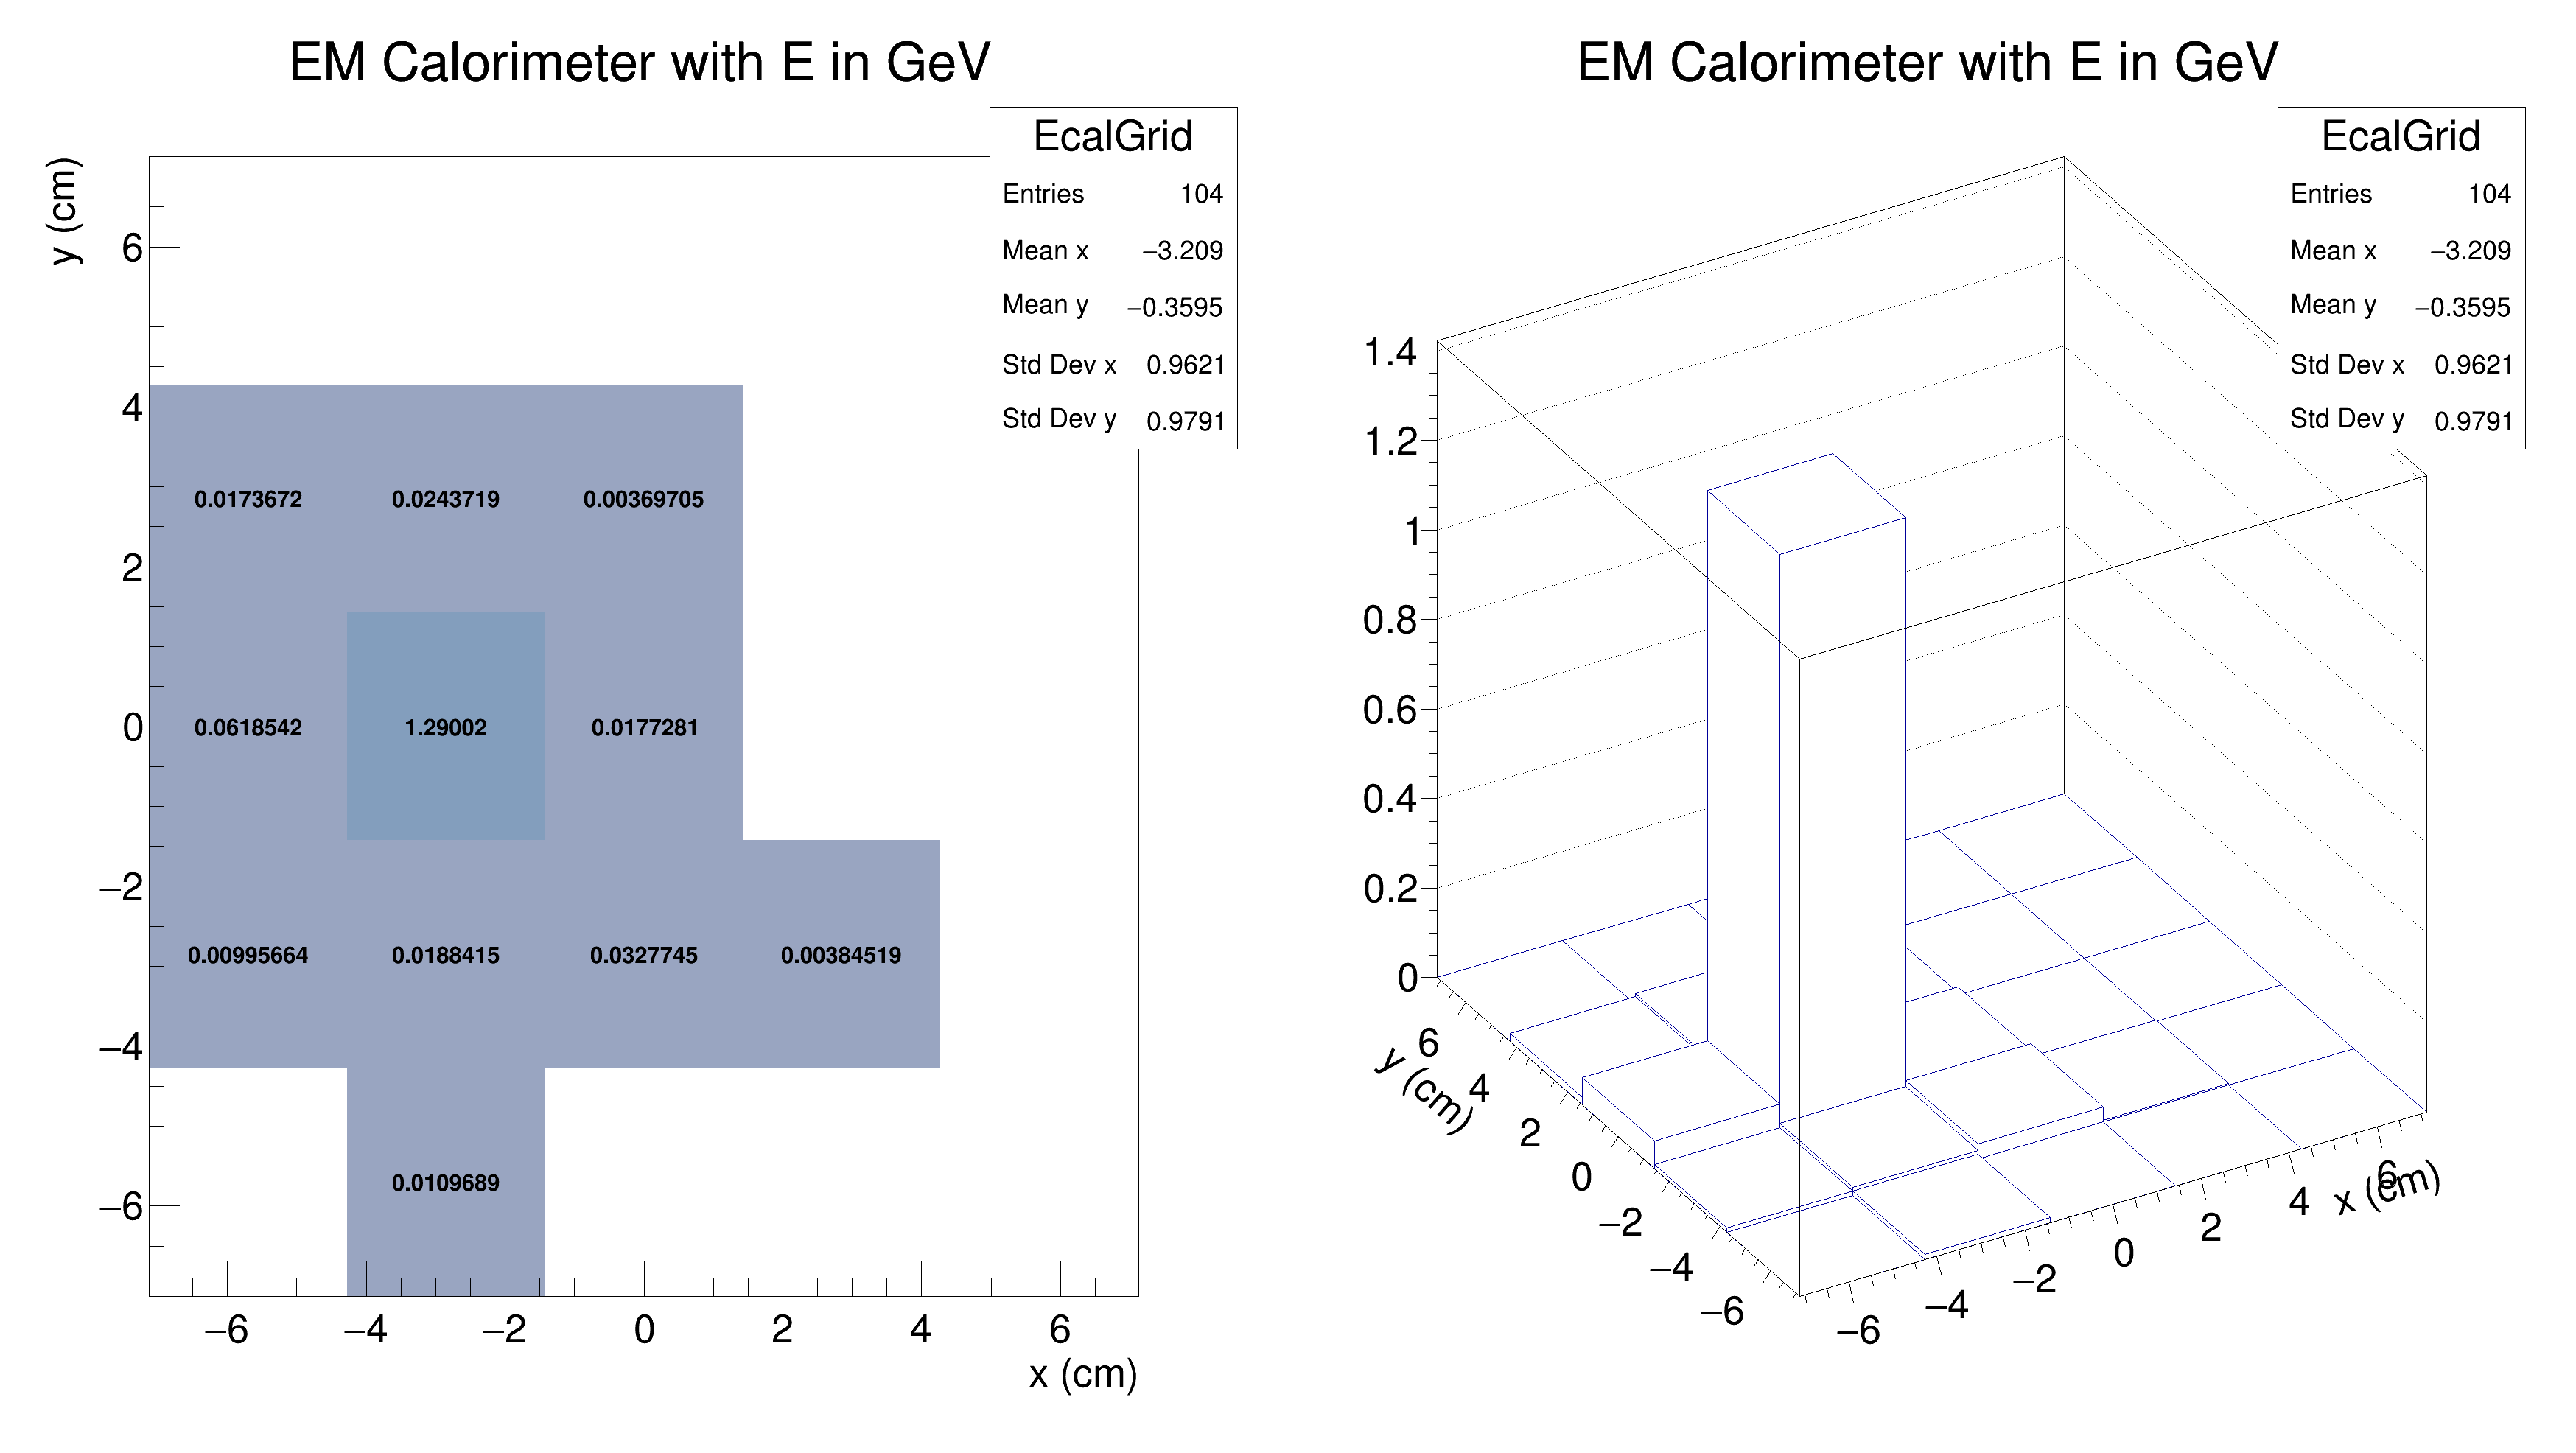 EM Calorimeter with E in GeV
EcalGrid
Entries 104
Mean x −3.209
Mean y −0.3595
Std Dev x 0.9621
Std Dev y 0.9791
y (cm)
6
4
2
0
−2
−4
−6
0.0173672 0.0243719 0.00369705
0.0618542 1.29002 0.0177281
0.00995664 0.0188415 0.0327745 0.00384519
0.0109689
−6 −4 −2 0 2 4 6
x (cm)
EM Calorimeter with E in GeV
EcalGrid
Entries 104
Mean x −3.209
Mean y −0.3595
Std Dev x 0.9621
Std Dev y 0.9791
1.4
1.2
1
0.8
0.6
0.4
0.2
0
6
4
2
0
−2
−4
−6
y (cm)
−6
−4
−2
0
2
4
6
x (cm)